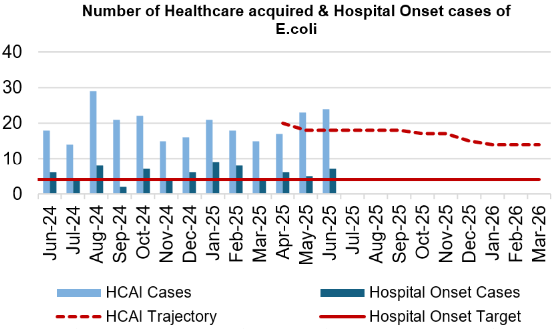 Number of Healthcare acquired & Hospital Onset cases of
E.coli
40
30
20
10
0
Jun-24
Jul-24
Aug-24
Sep-24
Oct-24
Nov-24
Dec-24
Jan-25
Feb-25
Mar-25
Apr-25
May-25
Jun-25
Jul-25
Aug-25
Sep-25
Oct-25
Nov-25
Dec-25
Jan-26
Feb-26
Mar-26
HCAI Cases
Hospital Onset Cases
HCAI Trajectory
Hospital Onset Target